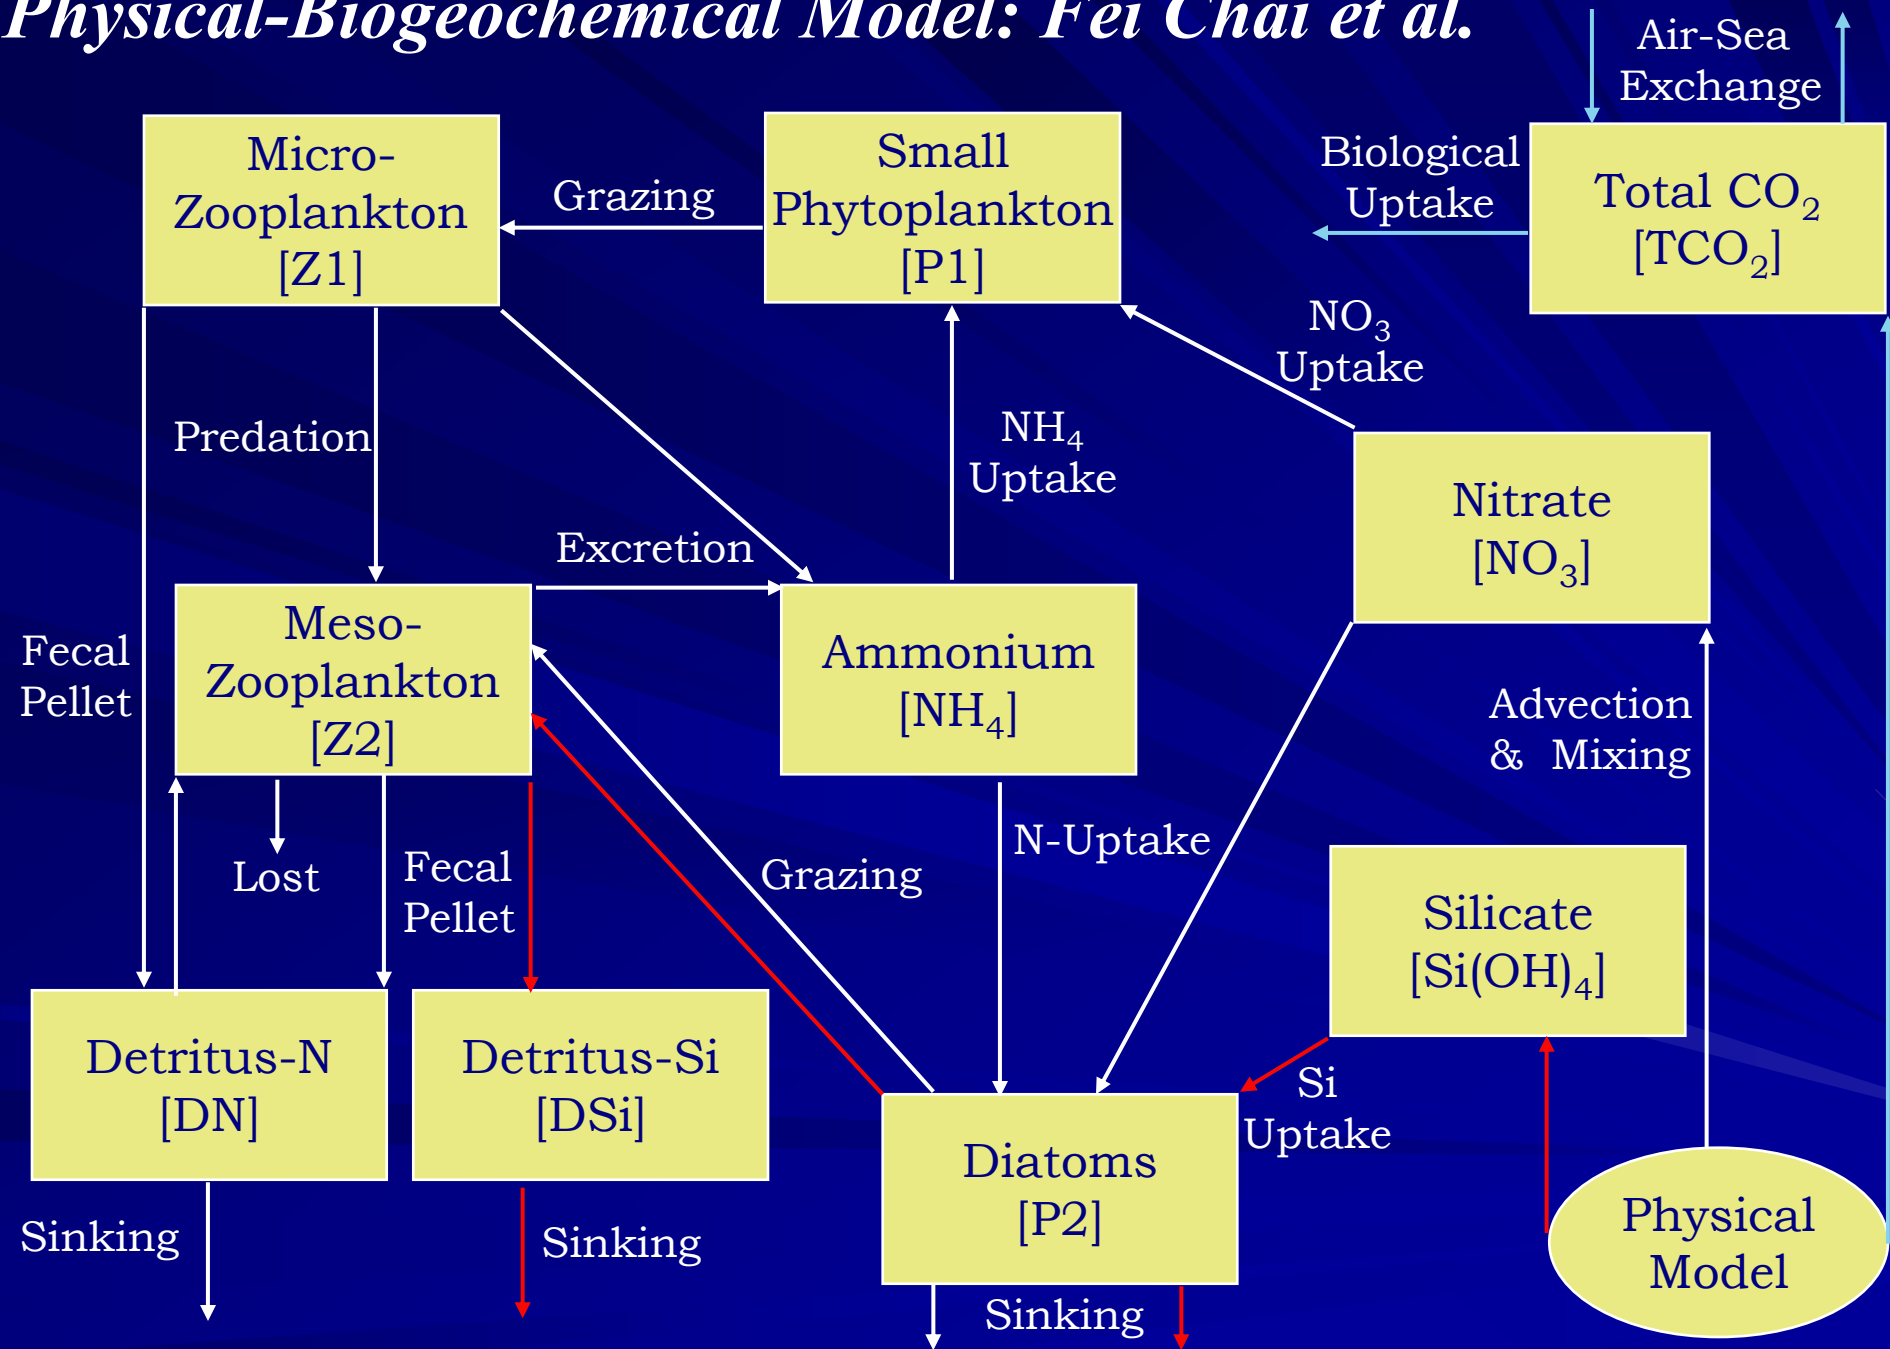 Physical-Biogeochemical Model: Fei Chai et al.
Air-Sea
Exchange
Micro-
Zooplankton
[Z1]
Grazing
Small
Phytoplankton
[P1]
Biological
Uptake
Total CO₂
[TCO₂]
NO₃
Uptake
Predation
NH₄
Uptake
Nitrate
[NO₃]
Excretion
Fecal
Pellet
Meso-
Zooplankton
[Z2]
Ammonium
[NH₄]
Advection
& Mixing
Lost
Fecal
Pellet
Grazing
N-Uptake
Silicate
[Si(OH)₄]
Detritus-N
[DN]
Detritus-Si
[DSi]
Si
Uptake
Diatoms
[P2]
Physical
Model
Sinking
Sinking
Sinking